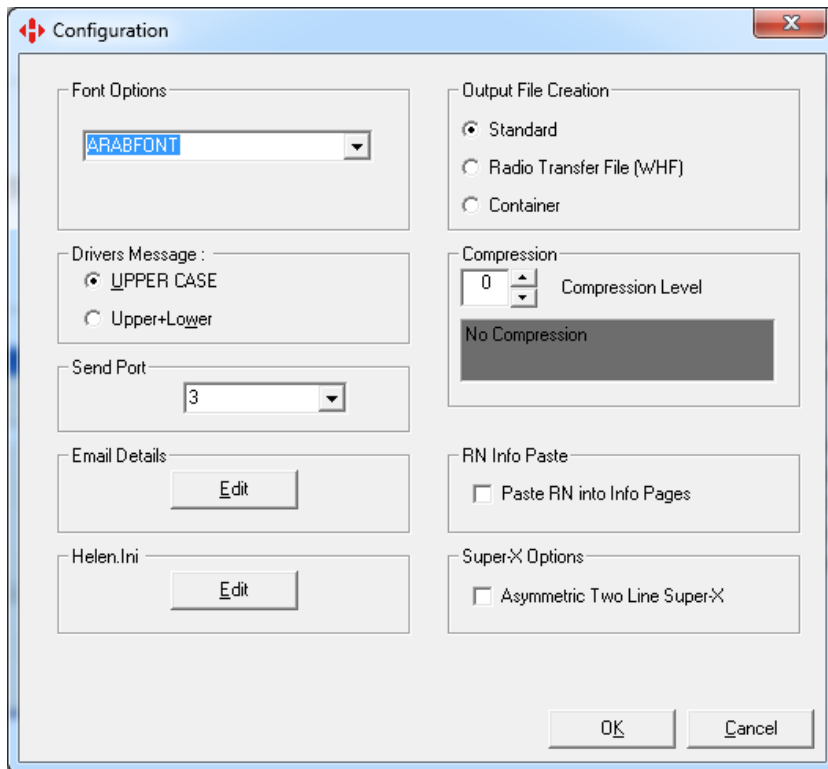 Configuration
Font Options
ARABFONT
Drivers Message :
UPPER CASE
Upper+Lower
Send Port
3
Email Details
Edit
Helen.Ini
Edit
Output File Creation
Standard
Radio Transfer File (WHF)
Container
Compression
0 Compression Level
No Compression
RN Info Paste
Paste RN into Info Pages
Super-X Options
Asymmetric Two Line Super-X
OK Cancel